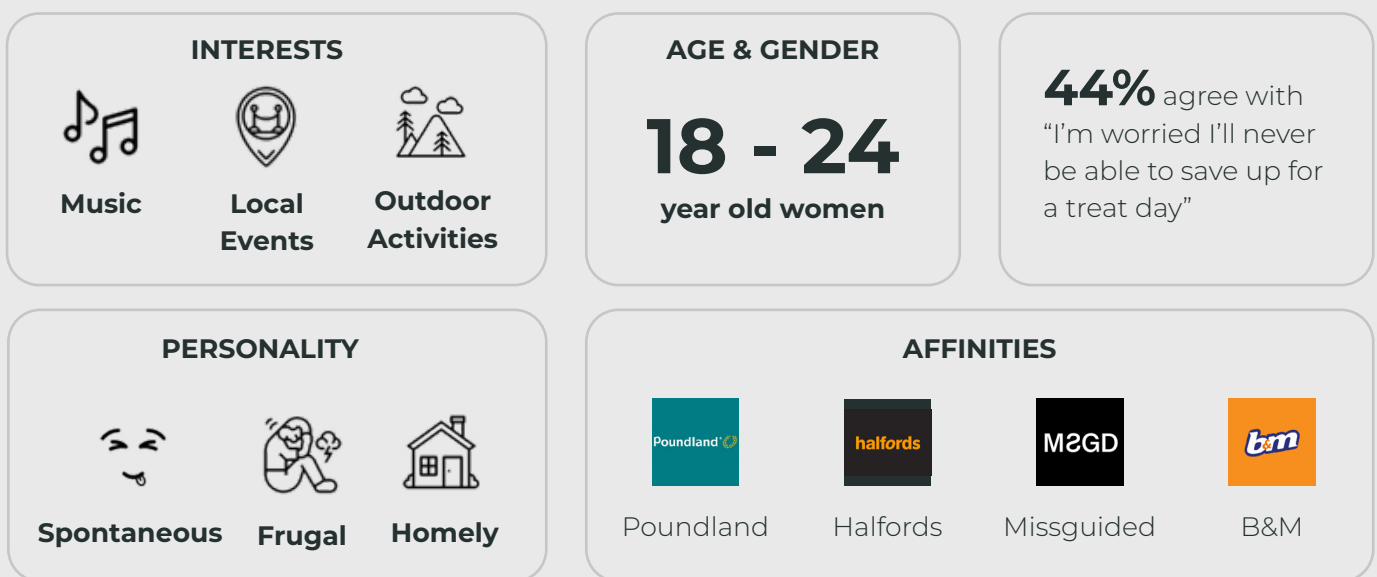 INTERESTS
Music
Local
Events
Outdoor
Activities
AGE & GENDER
18 - 24
year old women
44% agree with
“I’m worried I’ll never
be able to save up for
a treat day”
PERSONALITY
Spontaneous
Frugal
Homely
AFFINITIES
Poundland
halfords
MSGD
b&m
Poundland
Halfords
Missguided
B&M